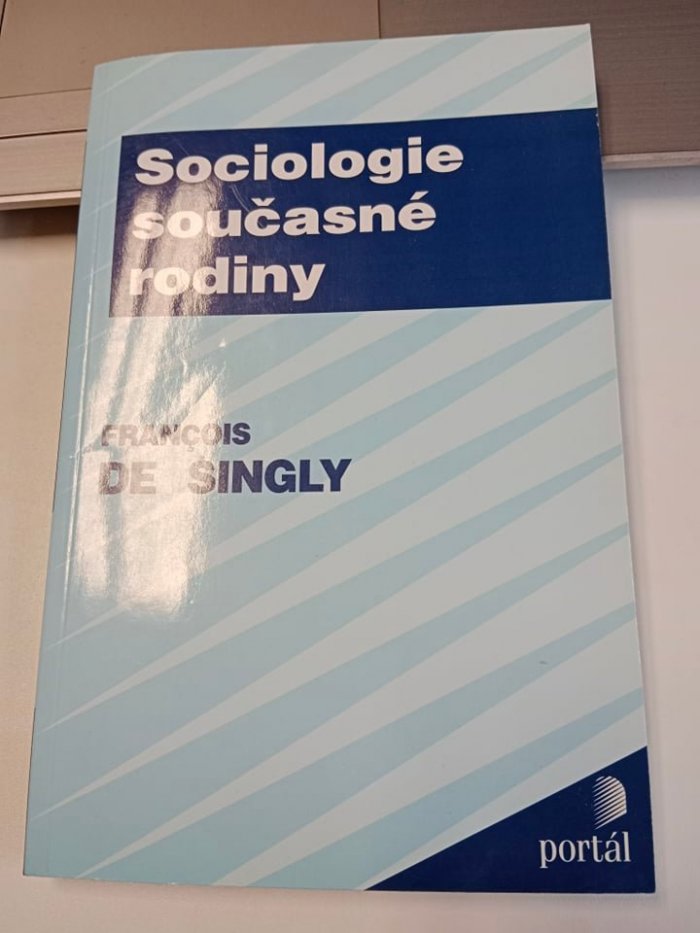 Sociologie
současné
rodiny
FRANÇOIS
DE SINGLY
portál